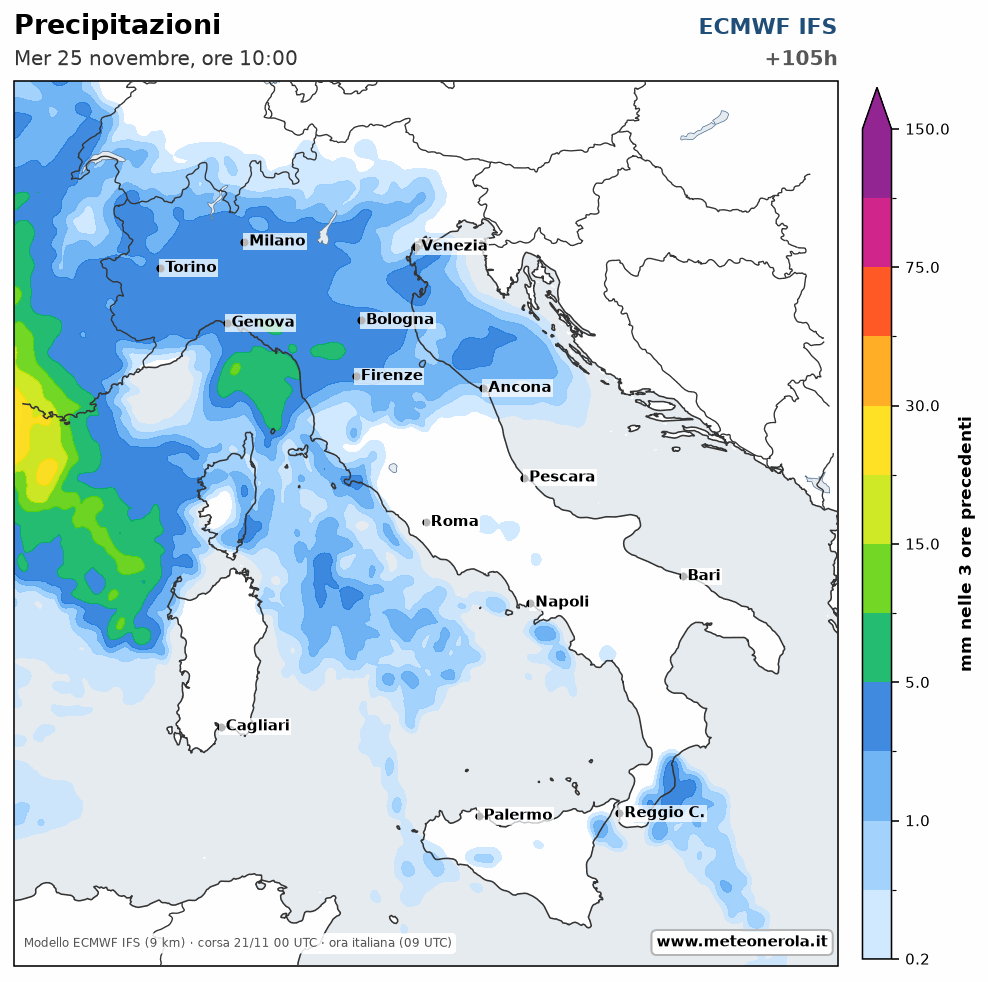 Precipitazioni
ECMWF IFS
Mer 25 novembre, ore 10:00
+105h
150.0
75.0
30.0
15.0
5.0
1.0
0.2
mm nelle 3 ore precedenti
Milano
Venezia
Torino
Genova
Bologna
Firenze
Ancona
Pescara
Roma
Bari
Napoli
Cagliari
Palermo
Reggio C.
Modello ECMWF IFS (9 km) · corsa 21/11 00 UTC · ora italiana (09 UTC)
www.meteonerola.it